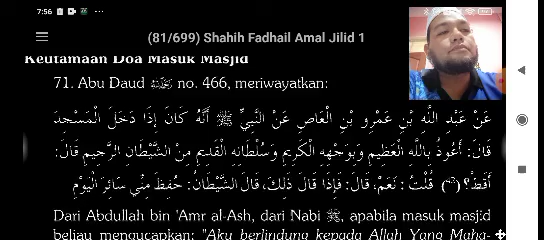 7:56
(81/699) Shahih Fadhail Amal Jilid 1
Keutamaan Doa Masuk Masjid
71. Abu Daud no. 466, meriwayatkan:
عَنْ عَبْدِ اللَّهِ بْنِ عَمْرِو بْنِ الْعَاصِ عَنْ النَّبِيِّ ﷺ أَنَّهُ كَانَ إِذَا دَخَلَ الْمَسْجِدَ
قَالَ: أَعُوذُ بِاللَّهِ الْعَظِيمِ وَبِوَجْهِهِ الْكَرِيمِ وَسُلْطَانِهِ الْقَدِيمِ مِنْ الشَّيْطَانِ الرَّجِيمِ قَالَ:
أَقَطْ؟ قُلْتُ: نَعَمْ، قَالَ: فَإِذَا قَالَ ذَلِكَ، قَالَ الشَّيْطَانُ: حُفِظَ مِنِّي سَائِرَ الْيَوْمِ
Dari Abdullah bin 'Amr al-Ash, dari Nabi ﷺ, apabila masuk masjid
beliau mengucapkan: "Aku berlindung kepada Allah Yang Maha-